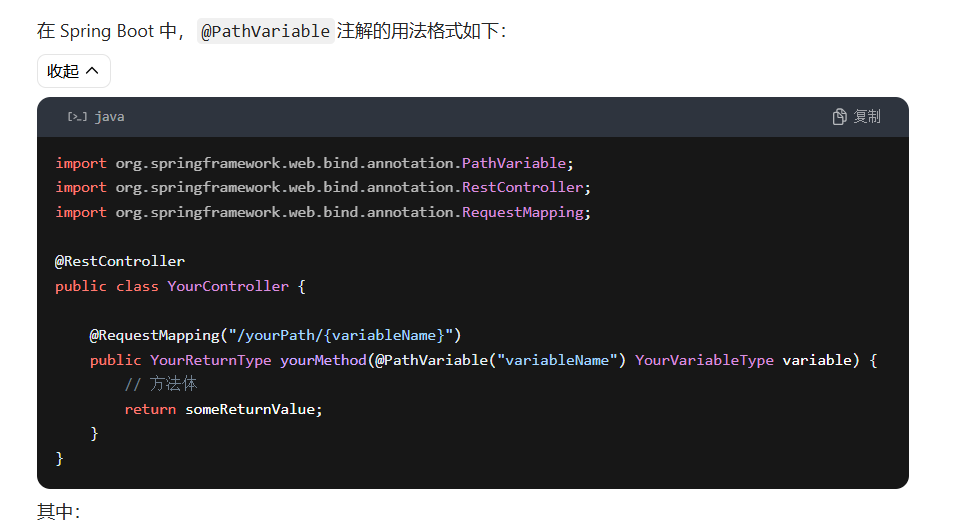 在 Spring Boot 中，@PathVariable 注解的用法格式如下：
收起
[>_] java
复制
import org.springframework.web.bind.annotation.PathVariable;
import org.springframework.web.bind.annotation.RestController;
import org.springframework.web.bind.annotation.RequestMapping;
@RestController
public class YourController {
@RequestMapping("/yourPath/{variableName}")
public YourReturnType yourMethod(@PathVariable("variableName") YourVariableType variable) {
// 方法体
return someReturnValue;
}
}
其中：